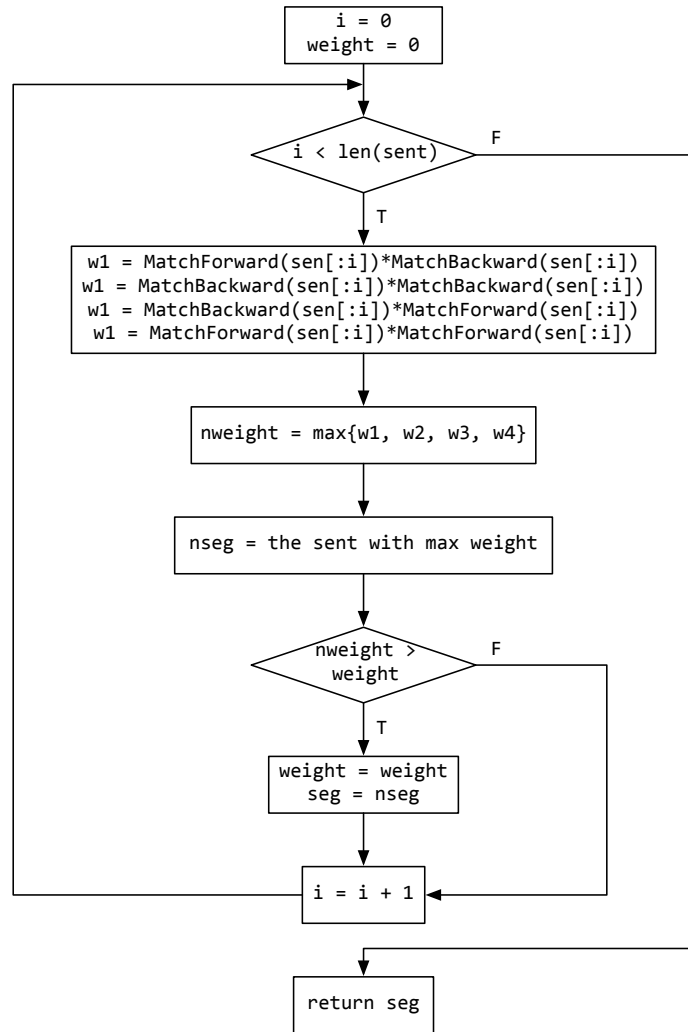 i = 0
weight = 0
i < len(sent)
F
T
w1 = MatchForward(sen[:i])*MatchBackward(sen[:i])
w1 = MatchBackward(sen[:i])*MatchBackward(sen[:i])
w1 = MatchBackward(sen[:i])*MatchForward(sen[:i])
w1 = MatchForward(sen[:i])*MatchForward(sen[:i])
nweight = max{w1, w2, w3, w4}
nseg = the sent with max weight
nweight >
weight
F
T
weight = weight
seg = nseg
i = i + 1
return seg